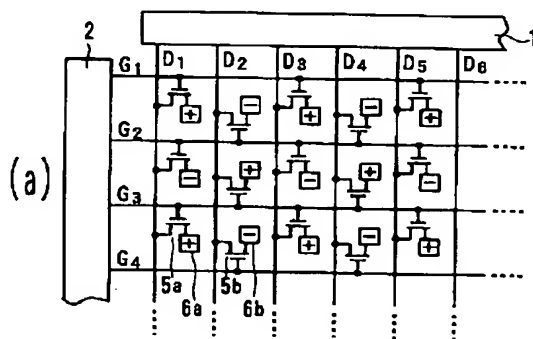 2 1
G1 D1 D2 D3 D4 D5 D6
+ + +
− −
G2
(a)
+ +
− − −
G3
+ + +
− −
G4
5a 6a 5b 6b